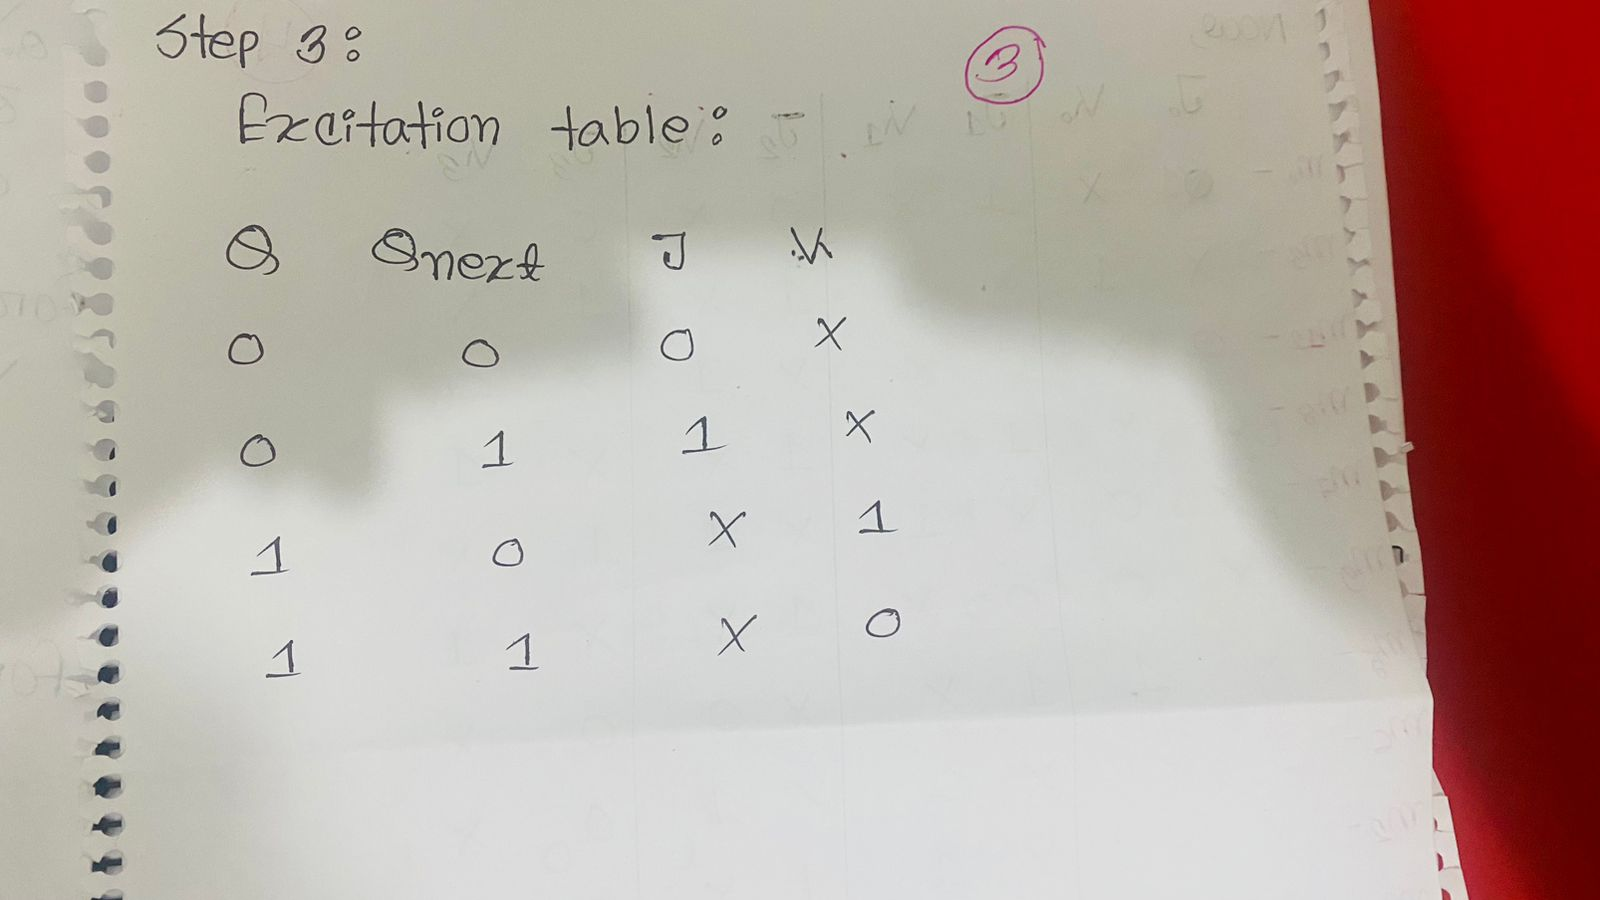 Step 3:
3
Excitation table:
Q Qnext J K
0 0 0 X
0 1 1 X
1 0 X 1
1 1 X 0